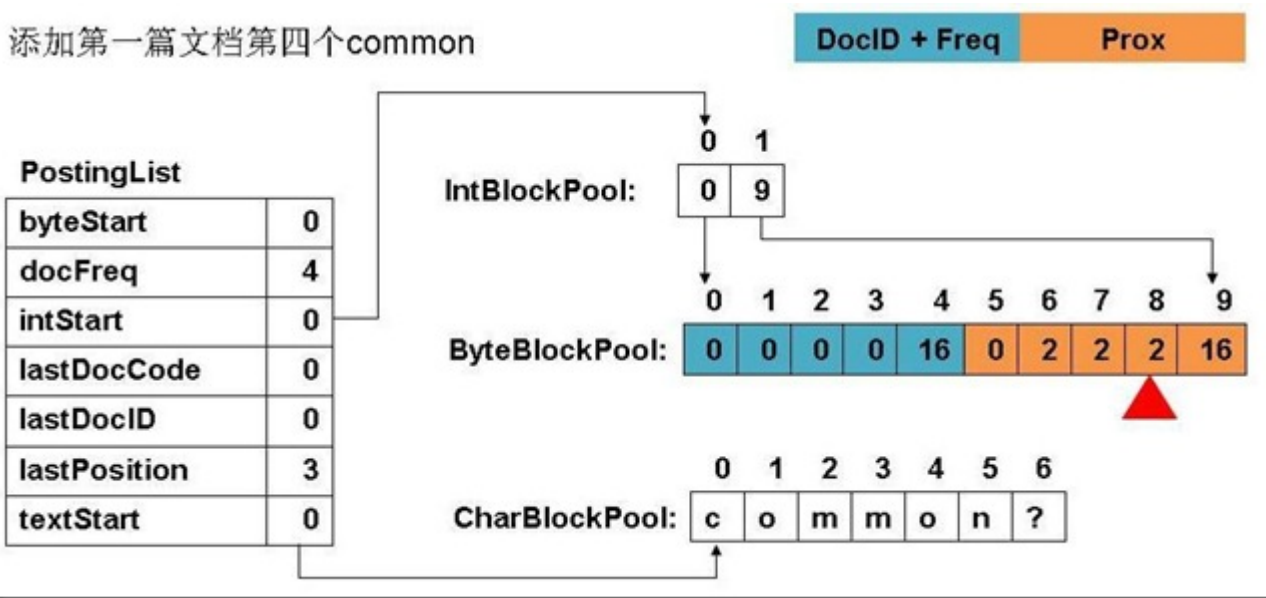 添加第一篇文档第四个common
DocID + Freq Prox
PostingList
byteStart 0
docFreq 4
intStart 0
lastDocCode 0
lastDocID 0
lastPosition 3
textStart 0
0 1
IntBlockPool: 0 9
0 1 2 3 4 5 6 7 8 9
ByteBlockPool: 0 0 0 0 16 0 2 2 2 16
0 1 2 3 4 5 6
CharBlockPool: c o m m o n ?